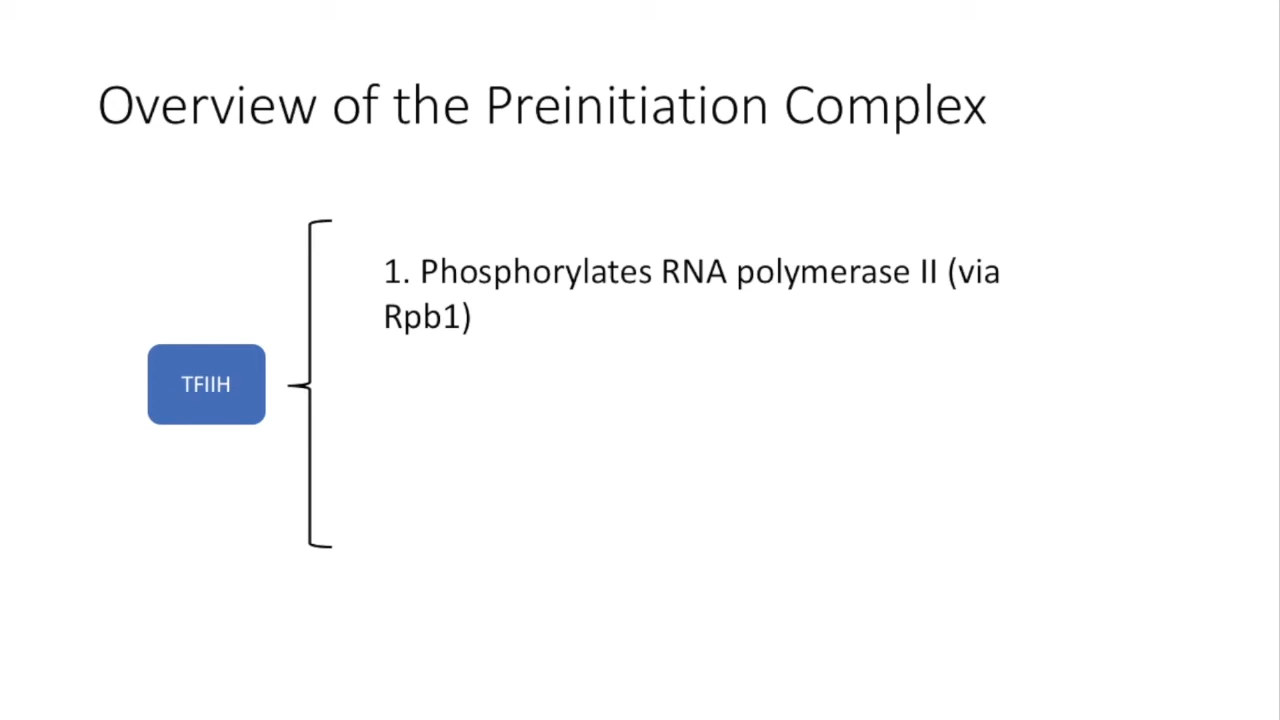 Overview of the Preinitiation Complex
1. Phosphorylates RNA polymerase II (via
Rpb1)
TFIIH